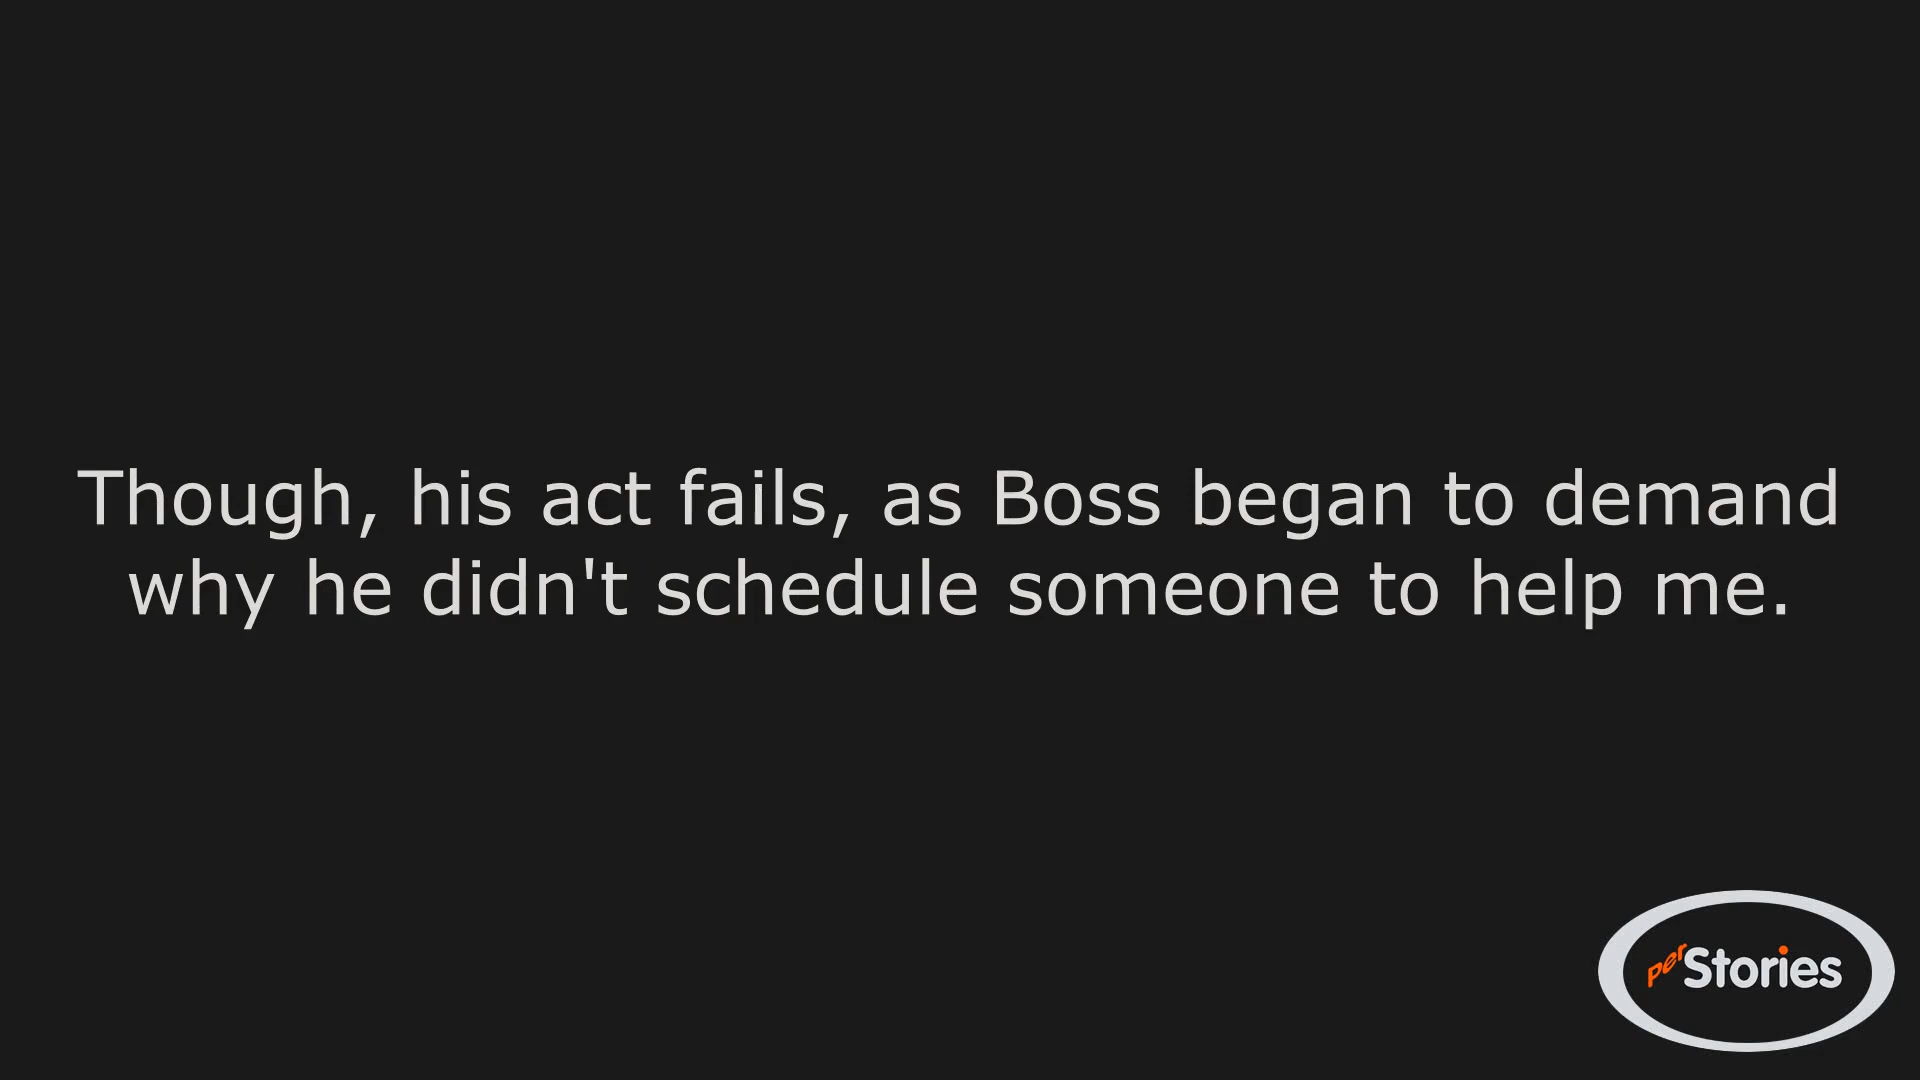 Though, his act fails, as Boss began to demand
why he didn't schedule someone to help me.
perStories